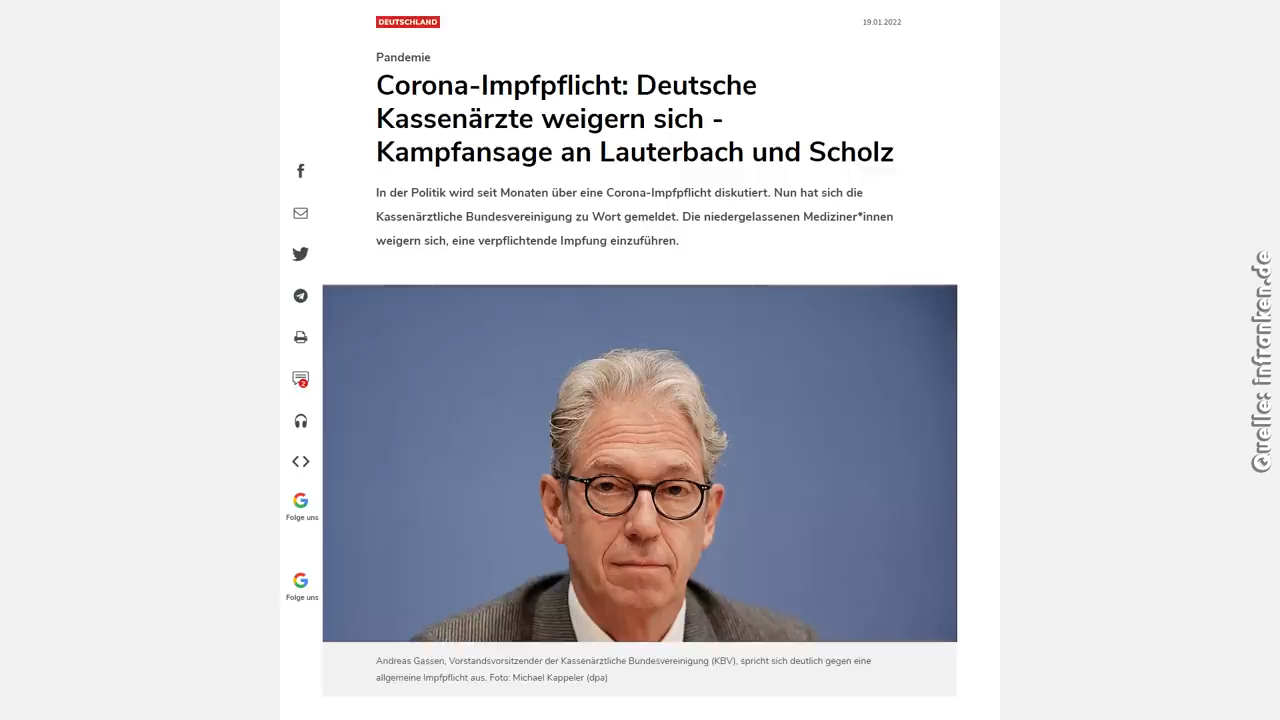 DEUTSCHLAND
19.01.2022
Pandemie
Corona-Impfpflicht: Deutsche
Kassenärzte weigern sich -
Kampfansage an Lauterbach und Scholz
In der Politik wird seit Monaten über eine Corona-Impfpflicht diskutiert. Nun hat sich die
Kassenärztliche Bundesvereinigung zu Wort gemeldet. Die niedergelassenen Mediziner*innen
weigern sich, eine verpflichtende Impfung einzuführen.
2
Folge uns
Folge uns
Andreas Gassen, Vorstandsvorsitzender der Kassenärztliche Bundesvereinigung (KBV), spricht sich deutlich gegen eine
allgemeine Impfpflicht aus. Foto: Michael Kappeler (dpa)
Quelle: infranken.de